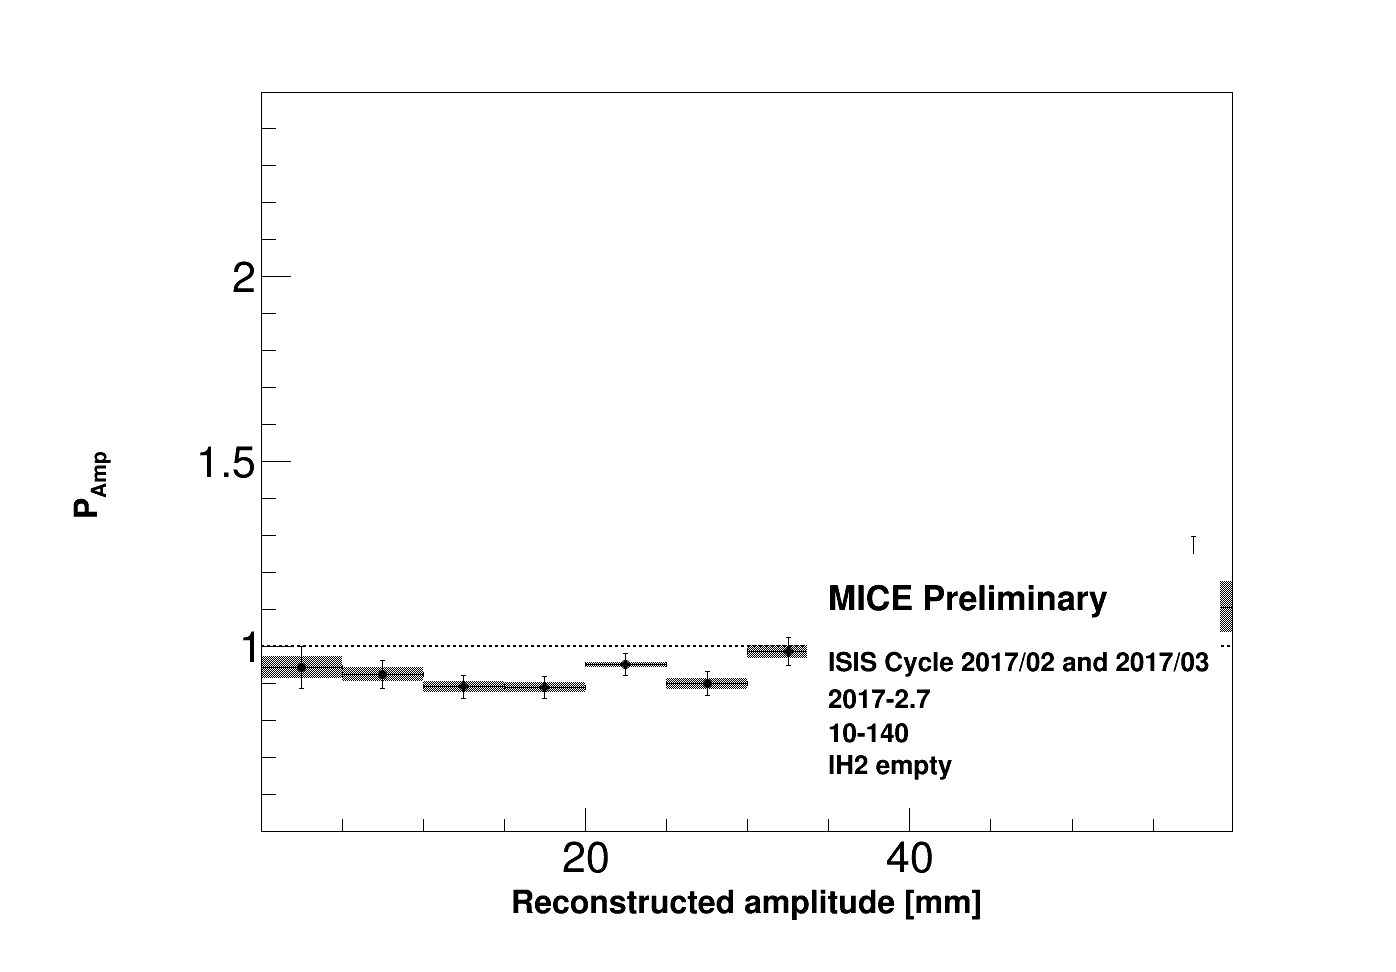 2
1.5
P_Amp
MICE Preliminary
1
ISIS Cycle 2017/02 and 2017/03
2017-2.7
10-140
IH2 empty
20 40
Reconstructed amplitude [mm]